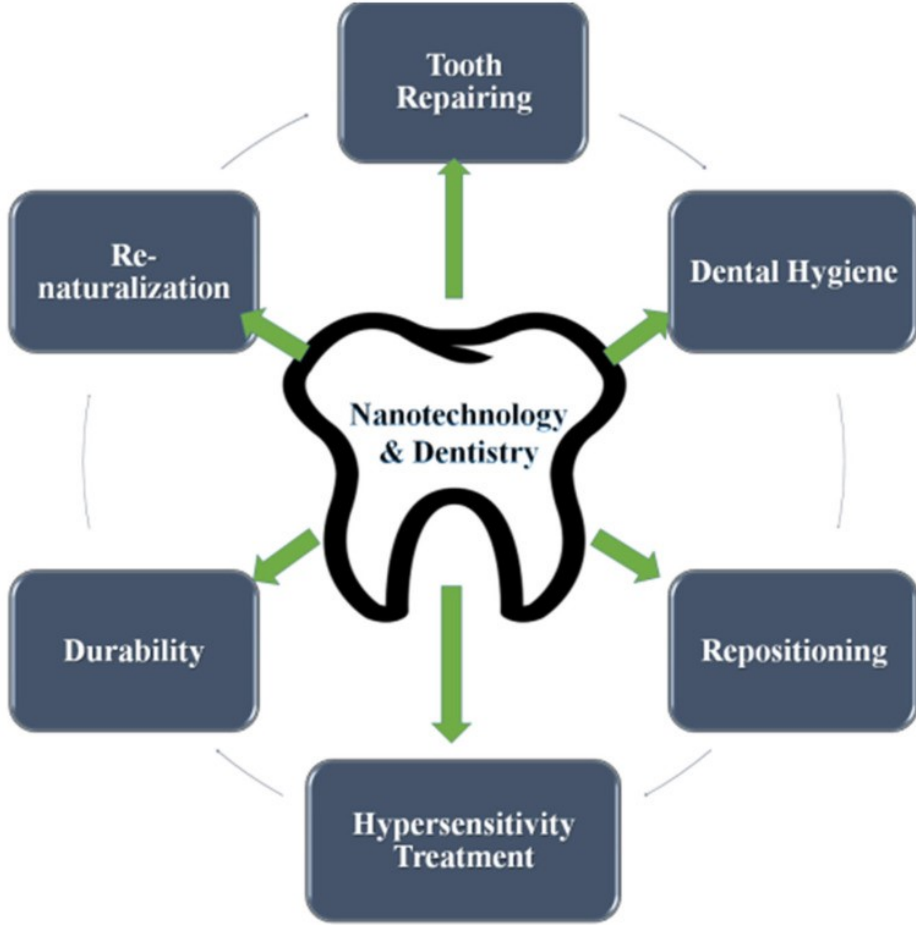 Tooth
Repairing
Re-
naturalization
Dental Hygiene
Nanotechnology
& Dentistry
Durability
Repositioning
Hypersensitivity
Treatment